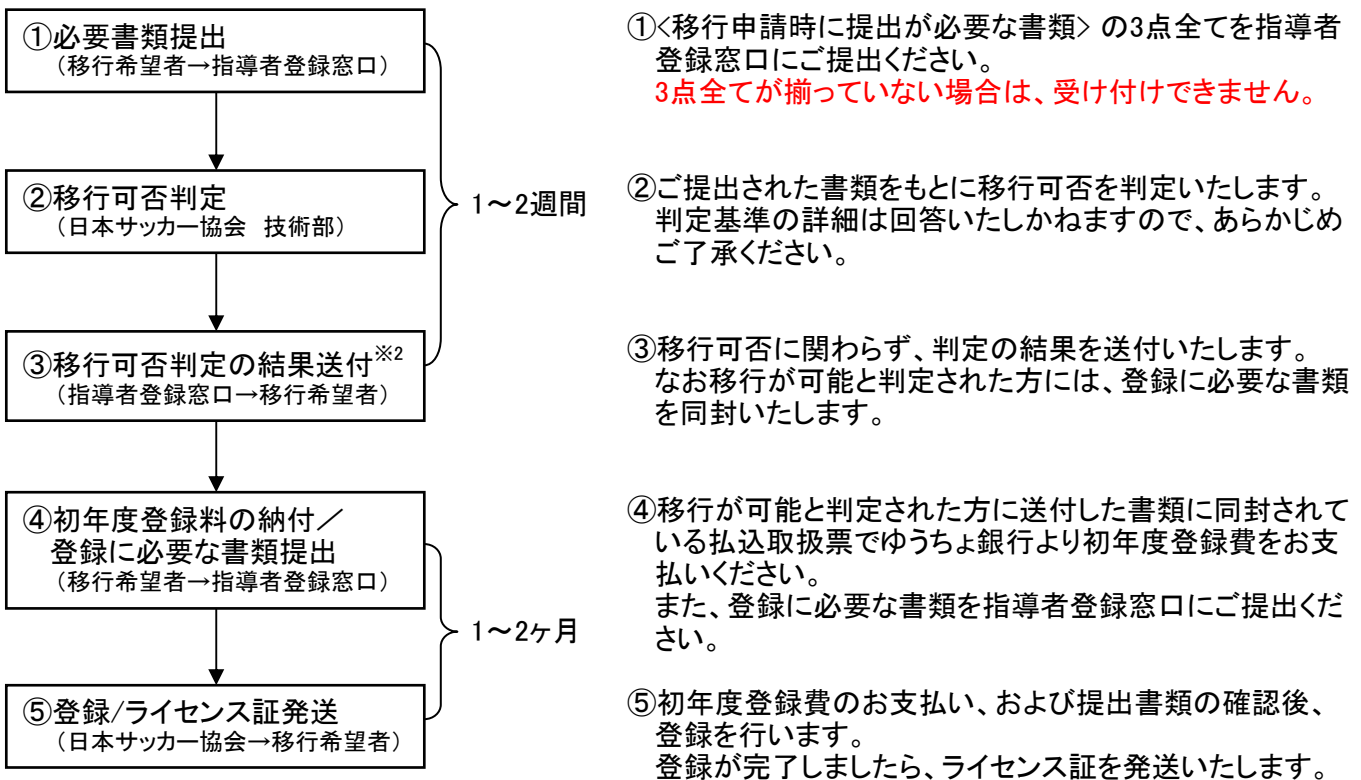 ①必要書類提出
（移行希望者→指導者登録窓口）
②移行可否判定
（日本サッカー協会　技術部）
③移行可否判定の結果送付※2
（指導者登録窓口→移行希望者）
④初年度登録料の納付／
登録に必要な書類提出
（移行希望者→指導者登録窓口）
⑤登録/ライセンス証発送
（日本サッカー協会→移行希望者）
1～2週間
1～2ヶ月
①<移行申請時に提出が必要な書類> の3点全てを指導者
登録窓口にご提出ください。
3点全てが揃っていない場合は、受け付けできません。
②ご提出された書類をもとに移行可否を判定いたします。
判定基準の詳細は回答いたしかねますので、あらかじめ
ご了承ください。
③移行可否に関わらず、判定の結果を送付いたします。
なお移行が可能と判定された方には、登録に必要な書類
を同封いたします。
④移行が可能と判定された方に送付した書類に同封されて
いる払込取扱票でゆうちょ銀行より初年度登録費をお支
払いください。
また、登録に必要な書類を指導者登録窓口にご提出くだ
さい。
⑤初年度登録費のお支払い、および提出書類の確認後、
登録を行います。
登録が完了しましたら、ライセンス証を発送いたします。